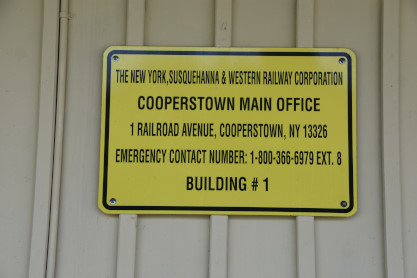 THE NEW YORK,SUSQUEHANNA & WESTERN RAILWAY CORPORATION
COOPERSTOWN MAIN OFFICE
1 RAILROAD AVENUE, COOPERSTOWN, NY 13326
EMERGENCY CONTACT NUMBER: 1-800-366-6979 EXT. 8
BUILDING # 1